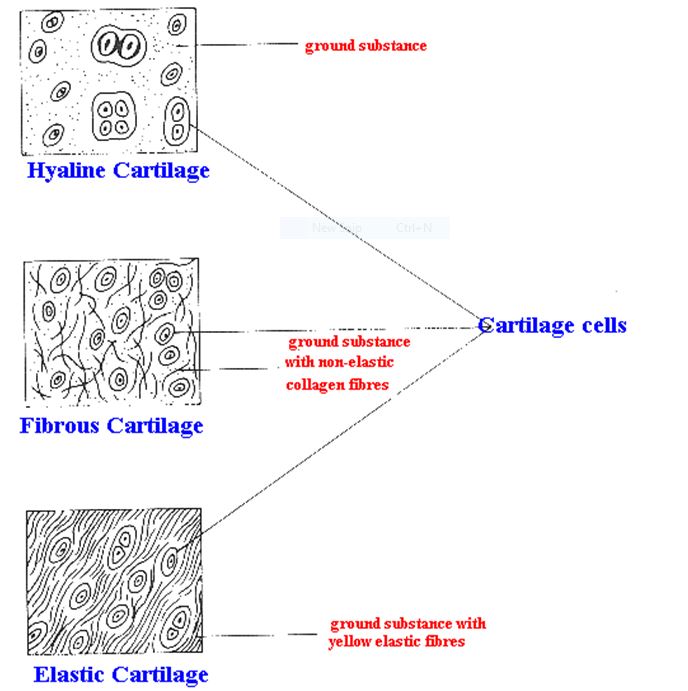 ground substance
Hyaline Cartilage
New Snip Ctrl+N
Cartilage cells
ground substance
with non-elastic
collagen fibres
Fibrous Cartilage
ground substance with
yellow elastic fibres
Elastic Cartilage